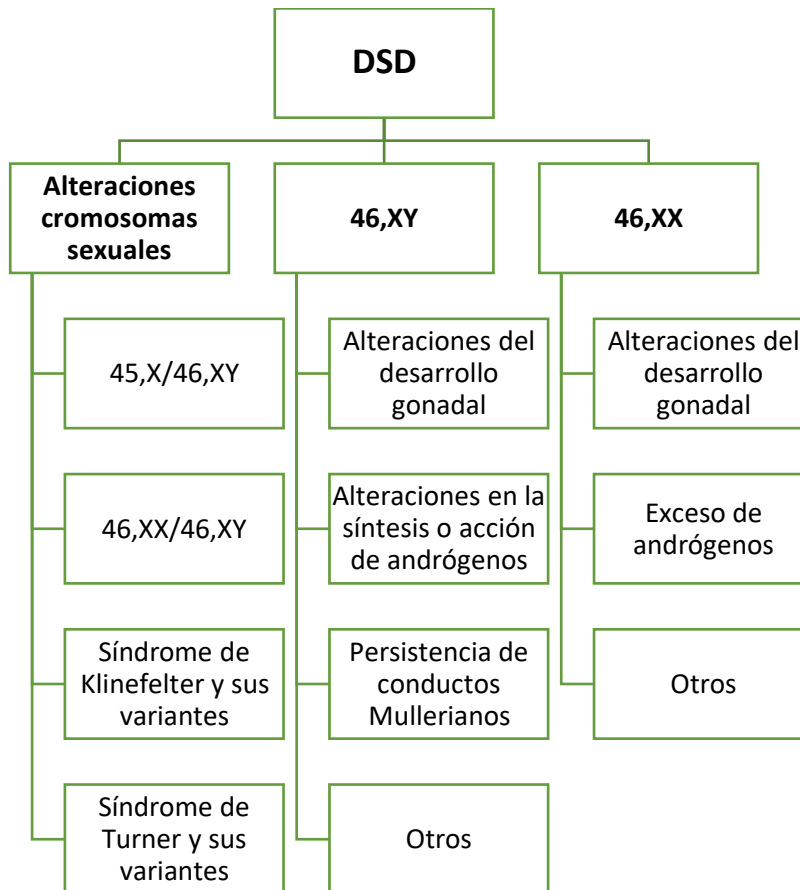 DSD
Alteraciones
cromosomas
sexuales
45,X/46,XY
46,XX/46,XY
Síndrome de
Klinefelter y sus
variantes
Síndrome de
Turner y sus
variantes
46,XY
Alteraciones del
desarrollo
gonadal
Alteraciones en la
síntesis o acción
de andrógenos
Persistencia de
conductos
Mullerianos
Otros
46,XX
Alteraciones del
desarrollo
gonadal
Exceso de
andrógenos
Otros